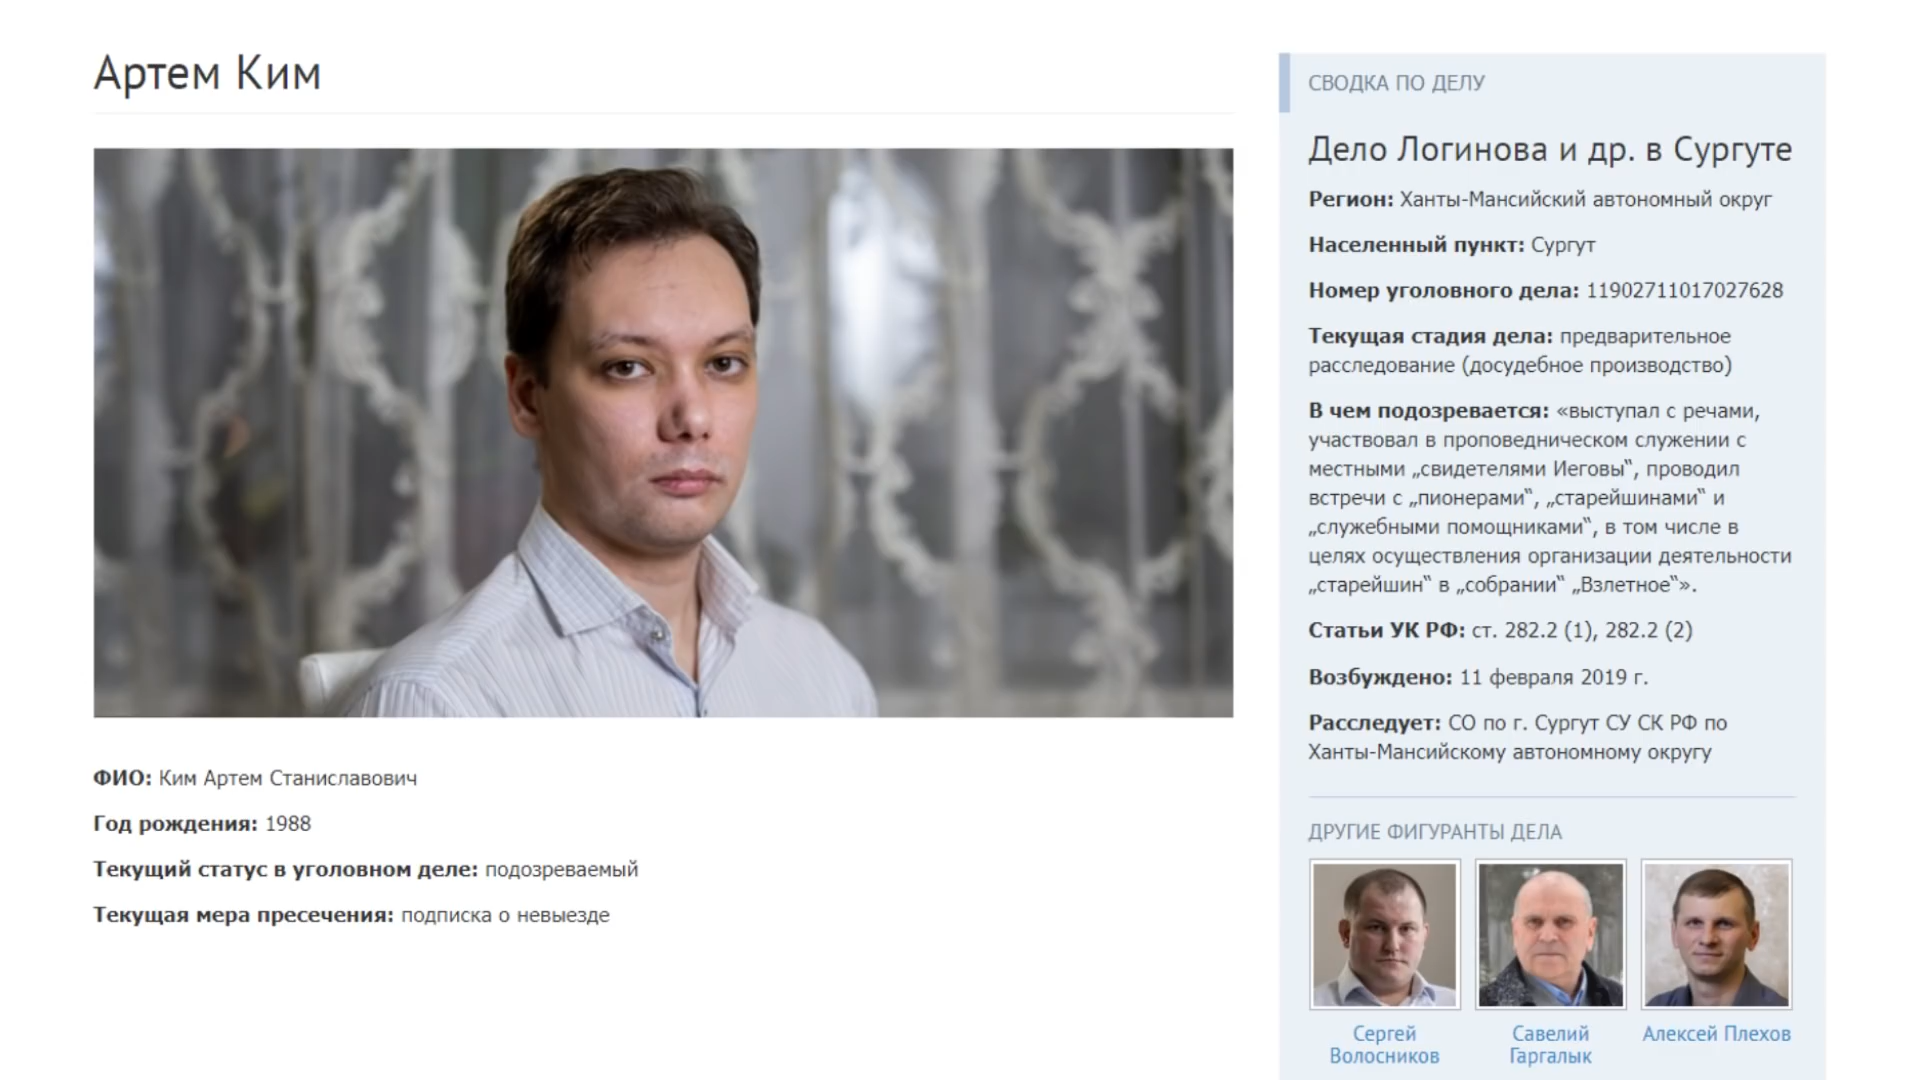 Артем Ким
ФИО: Ким Артем Станиславович
Год рождения: 1988
Текущий статус в уголовном деле: подозреваемый
Текущая мера пресечения: подписка о невыезде
СВОДКА ПО ДЕЛУ
Дело Логинова и др. в Сургуте
Регион: Ханты-Мансийский автономный округ
Населенный пункт: Сургут
Номер уголовного дела: 11902711017027628
Текущая стадия дела: предварительное
расследование (досудебное производство)
В чем подозревается: «выступал с речами,
участвовал в проповедническом служении с
местными „свидетелями Иеговы‟, проводил
встречи с „пионерами‟, „старейшинами‟ и
„служебными помощниками‟, в том числе в
целях осуществления организации деятельности
„старейшин‟ в „собрании‟ „Взлетное‟».
Статьи УК РФ: ст. 282.2 (1), 282.2 (2)
Возбуждено: 11 февраля 2019 г.
Расследует: СО по г. Сургут СУ СК РФ по
Ханты-Мансийскому автономному округу
ДРУГИЕ ФИГУРАНТЫ ДЕЛА
Сергей
Волосников
Савелий
Гаргалык
Алексей Плехов